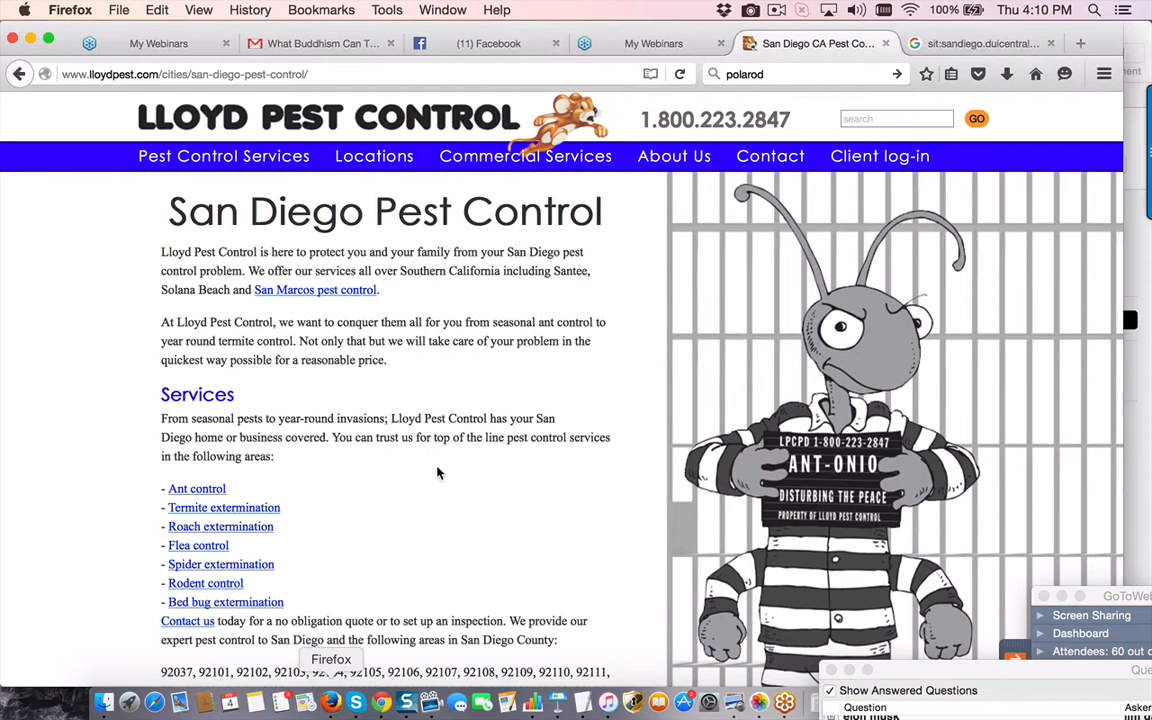 Firefox File Edit View History Bookmarks Tools Window Help 100% Thu 4:10 PM
My Webinars What Buddhism Can T... (1) Facebook My Webinars San Diego CA Pest Co... sit:sandiego.duicentral...
www.lloydpest.com/cities/san-diego-pest-control/ polarod
LLOYD PEST CONTROL 1.800.223.2847 search GO
Pest Control Services Locations Commercial Services About Us Contact Client log-in
San Diego Pest Control
Lloyd Pest Control is here to protect you and your family from your San Diego pest
control problem. We offer our services all over Southern California including Santee,
Solana Beach and San Marcos pest control.
At Lloyd Pest Control, we want to conquer them all for you from seasonal ant control to
year round termite control. Not only that but we will take care of your problem in the
quickest way possible for a reasonable price.
Services
From seasonal pests to year-round invasions; Lloyd Pest Control has your San
Diego home or business covered. You can trust us for top of the line pest control services
in the following areas:
- Ant control
- Termite extermination
- Roach extermination
- Flea control
- Spider extermination
- Rodent control
- Bed bug extermination
Contact us today for a no obligation quote or to set up an inspection. We provide our
expert pest control to San Diego and the following areas in San Diego County:
Firefox
92037, 92101, 92102, 92103, 92105, 92106, 92107, 92108, 92109, 92110, 92111,
LPCPD 1-800-223-2847
ANT-ONIO
DISTURBING THE PEACE
PROPERTY OF LLOYD PEST CONTROL
GoToWeb
Screen Sharing
Dashboard
Attendees: 60 out o
Que
Show Answered Questions
Question Asker
elon musk